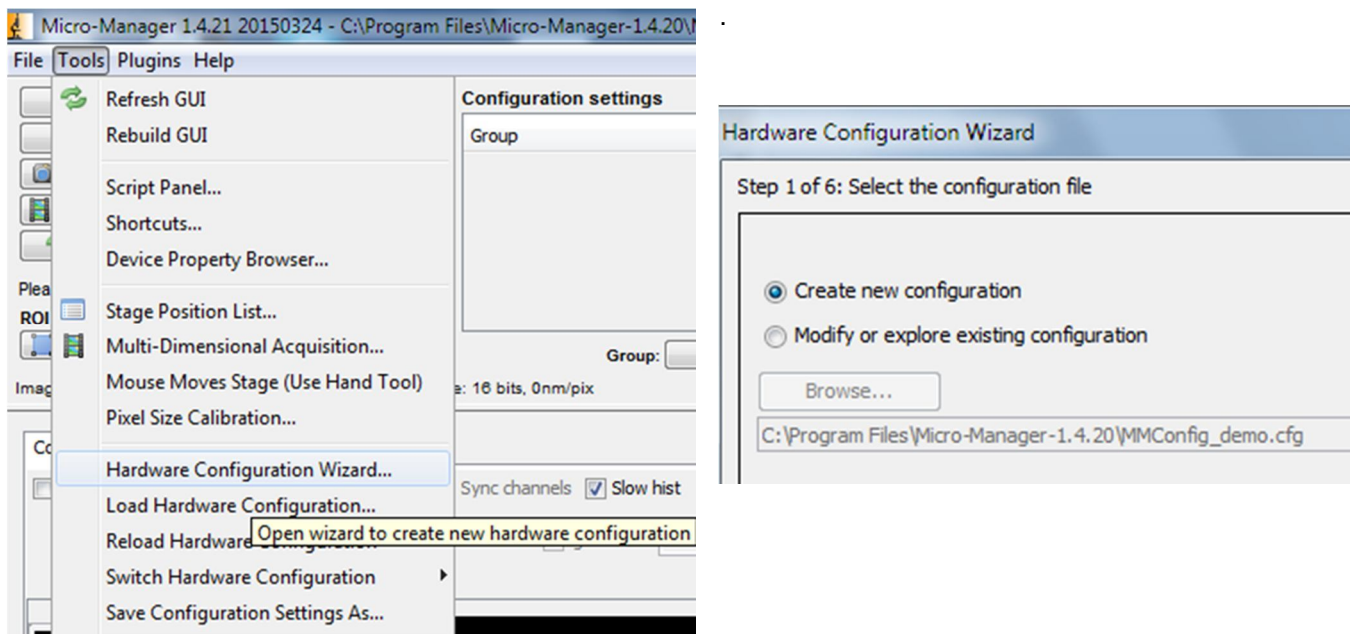 Micro-Manager 1.4.21 20150324 - C:\Program Files\Micro-Manager-1.4.20\
File Tools Plugins Help
Refresh GUI
Rebuild GUI
Script Panel...
Shortcuts...
Device Property Browser...
Stage Position List...
Multi-Dimensional Acquisition...
Mouse Moves Stage (Use Hand Tool)
Pixel Size Calibration...
Hardware Configuration Wizard...
Load Hardware Configuration...
Open wizard to create new hardware configuration
Reload Hardware
Switch Hardware Configuration
Save Configuration Settings As...
Plea
ROI
Imag
Co
Configuration settings
Group
Group:
e: 16 bits, 0nm/pix
Sync channels Slow hist
.
Hardware Configuration Wizard
Step 1 of 6: Select the configuration file
Create new configuration
Modify or explore existing configuration
Browse...
C:\Program Files\Micro-Manager-1.4.20\MMConfig_demo.cfg